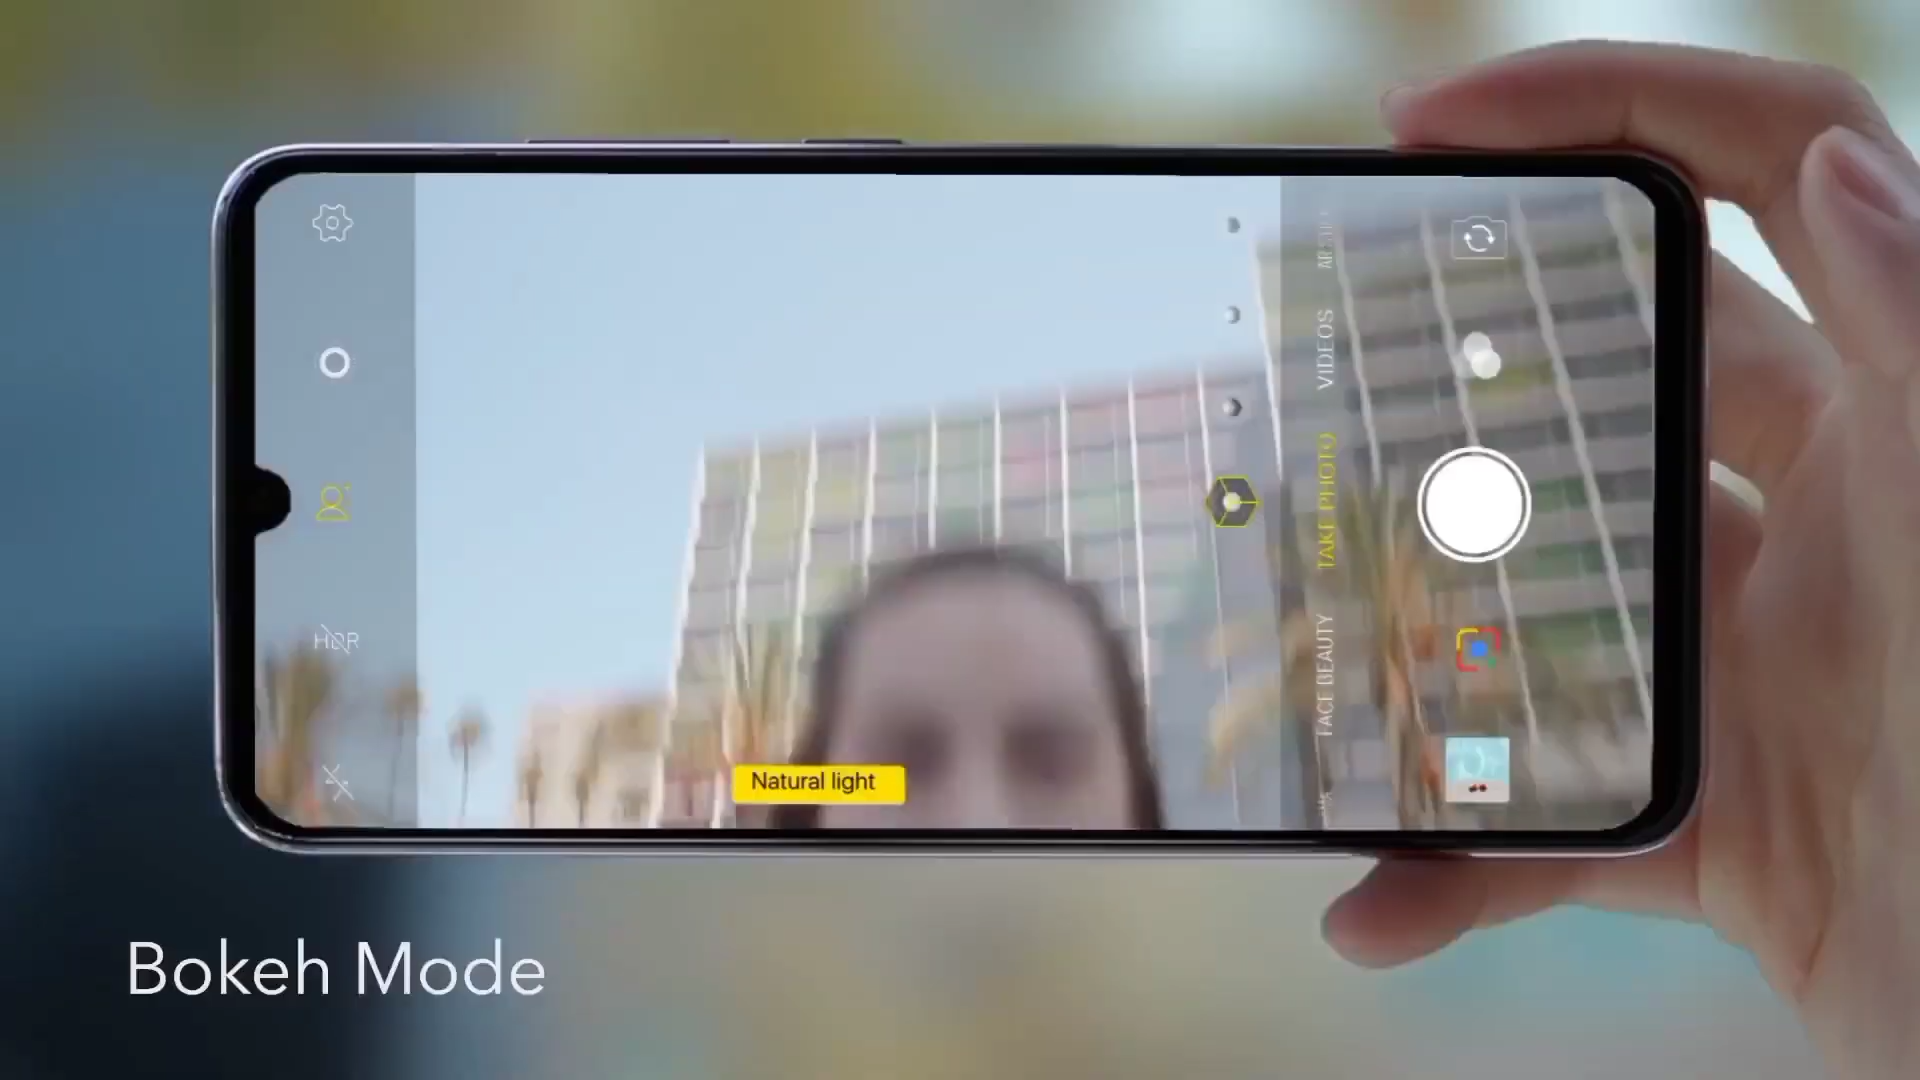 HDR
VIDEOS
TAKE PHOTO
FACE BEAUTY
Natural light
Bokeh Mode